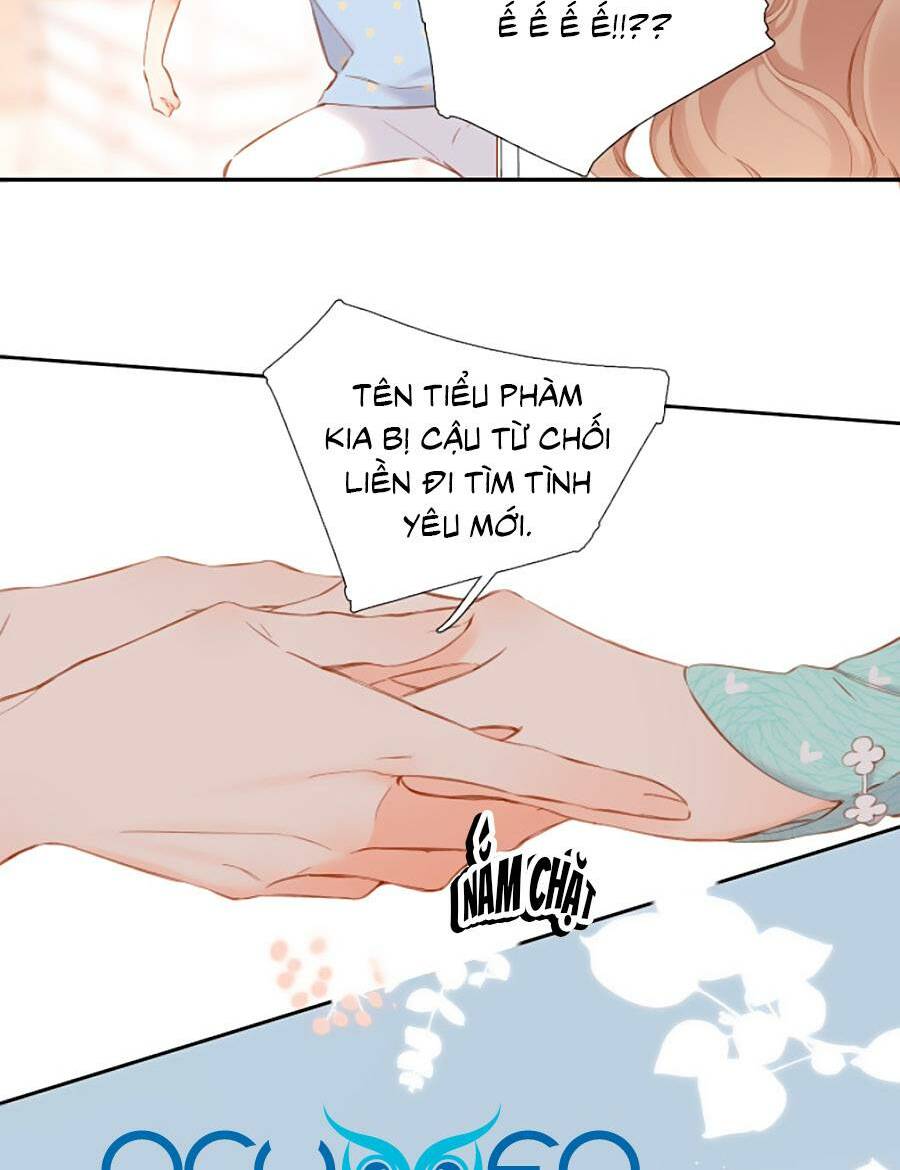 Ế Ế Ế Ế!!??
TÊN TIỂU PHÀM
KIA BỊ CẬU TỪ CHỐI
LIỀN ĐI TÌM TÌNH
YÊU MỚI.
NẮM CHẶT